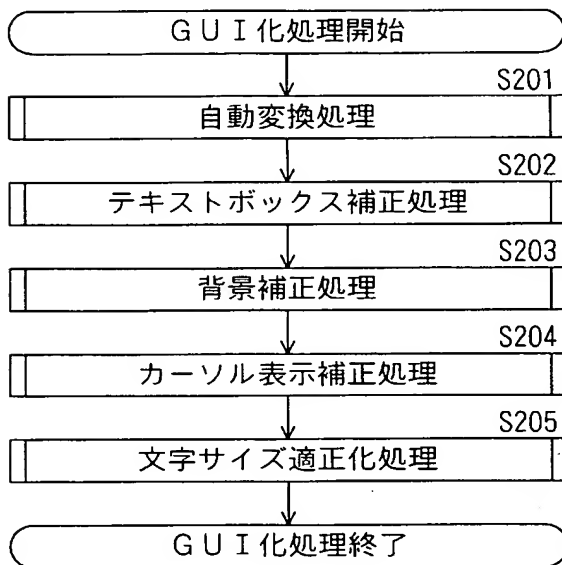 GUI化処理開始
S201
自動変換処理
S202
テキストボックス補正処理
S203
背景補正処理
S204
カーソル表示補正処理
S205
文字サイズ適正化処理
GUI化処理終了